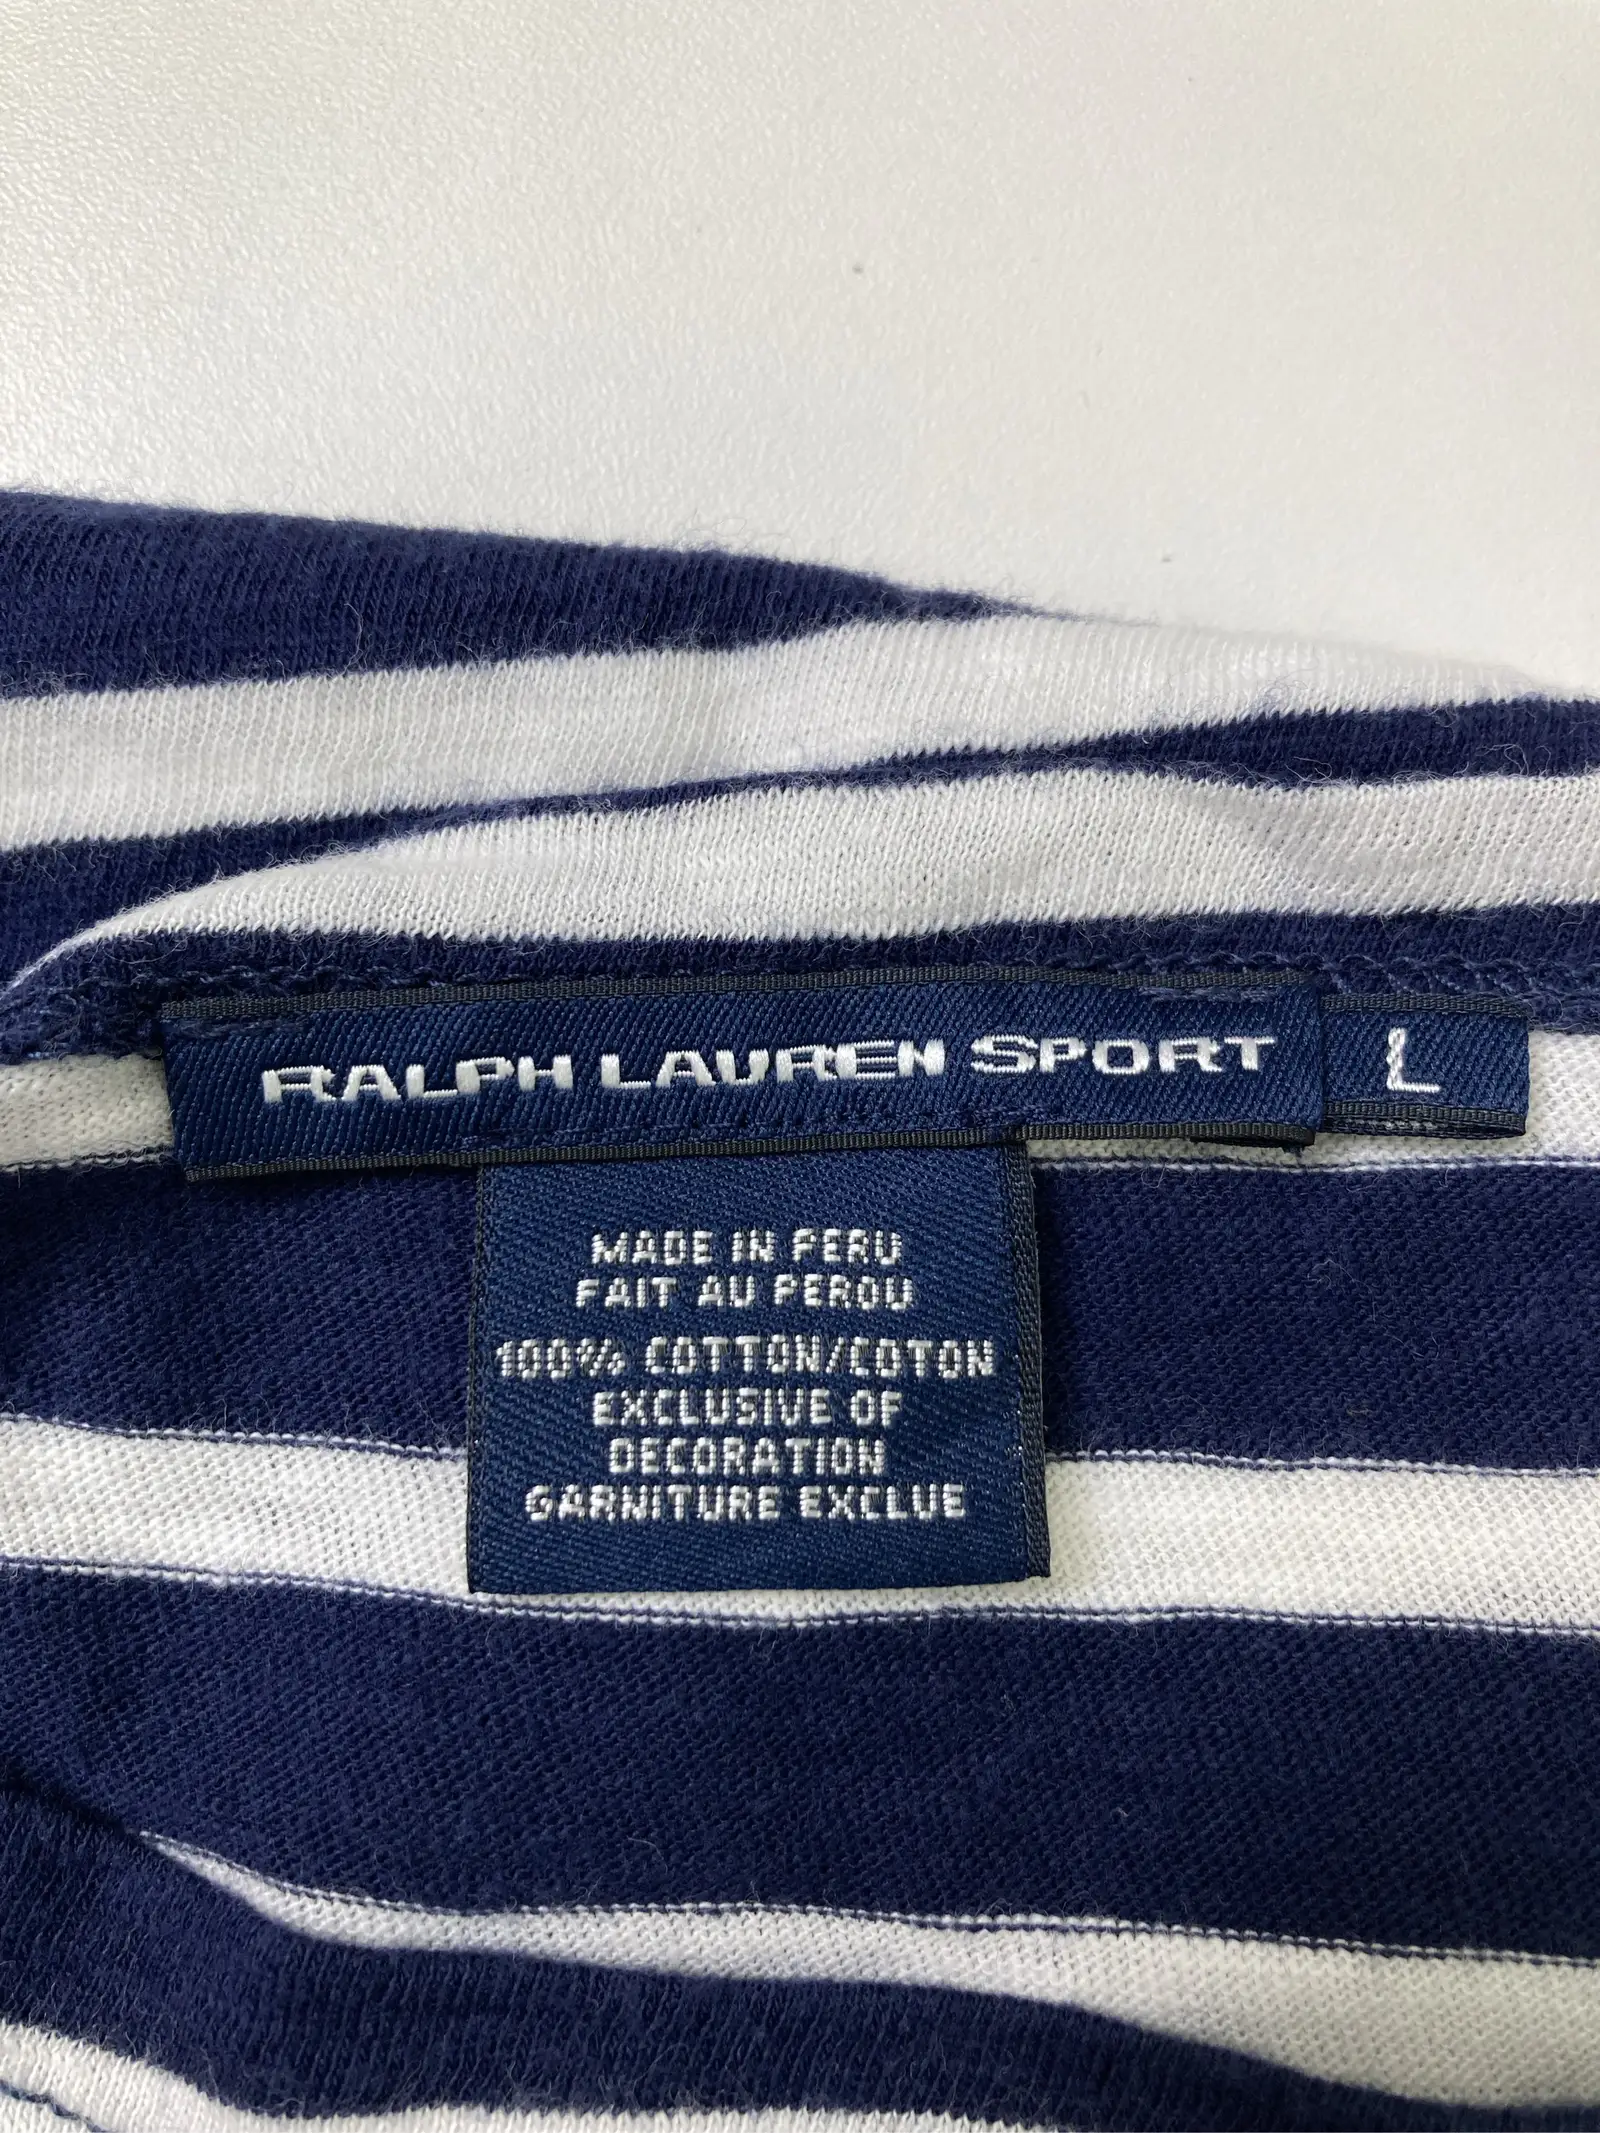 RALPH LAUREN SPORT L
MADE IN PERU
FAIT AU PEROU
100% COTTON/COTON
EXCLUSIVE OF
DECORATION
GARNITURE EXCLUE